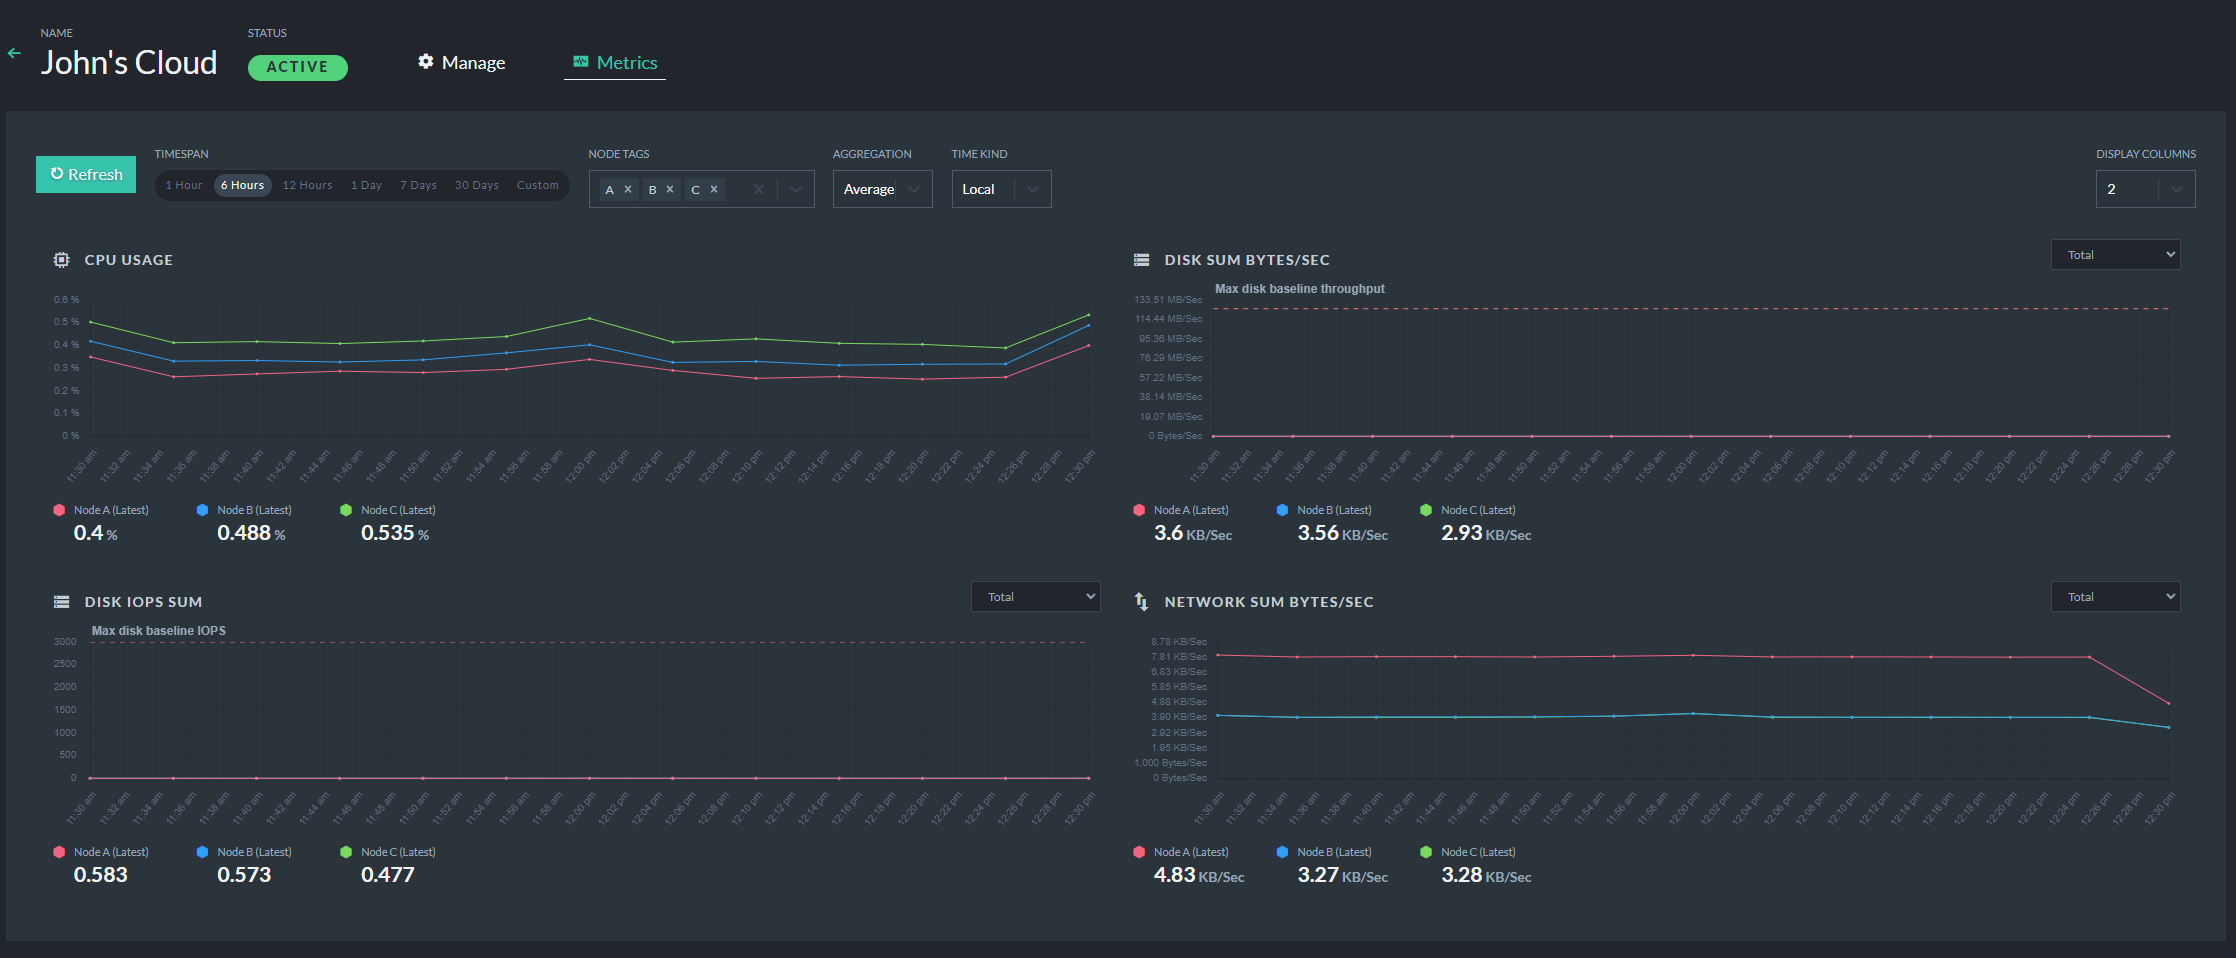 NAME
John's Cloud
STATUS
ACTIVE
Manage
Metrics
Refresh
TIMESPAN
1 Hour 6 Hours 12 Hours 1 Day 7 Days 30 Days Custom
NODE TAGS
A × B × C ×
AGGREGATION
Average
TIME KIND
Local
DISPLAY COLUMNS
2
CPU USAGE
0.6 %
0.5 %
0.4 %
0.3 %
0.2 %
0.1 %
0 %
11:30 am 11:32 am 11:34 am 11:36 am 11:38 am 11:40 am 11:42 am 11:44 am 11:46 am 11:48 am 11:50 am 11:52 am 11:54 am 11:56 am 11:58 am 12:00 pm 12:02 pm 12:04 pm 12:06 pm 12:08 pm 12:10 pm 12:12 pm 12:14 pm 12:16 pm 12:18 pm 12:20 pm 12:22 pm 12:24 pm 12:26 pm 12:28 pm 12:30 pm
Node A (Latest) Node B (Latest) Node C (Latest)
0.4 % 0.488 % 0.535 %
DISK SUM BYTES/SEC
Total
Max disk baseline throughput
133.51 MB/Sec
114.44 MB/Sec
95.36 MB/Sec
76.29 MB/Sec
57.22 MB/Sec
38.14 MB/Sec
19.07 MB/Sec
0 Bytes/Sec
11:30 am 11:32 am 11:34 am 11:36 am 11:38 am 11:40 am 11:42 am 11:44 am 11:46 am 11:48 am 11:50 am 11:52 am 11:54 am 11:56 am 11:58 am 12:00 pm 12:02 pm 12:04 pm 12:06 pm 12:08 pm 12:10 pm 12:12 pm 12:14 pm 12:16 pm 12:18 pm 12:20 pm 12:22 pm 12:24 pm 12:26 pm 12:28 pm 12:30 pm
Node A (Latest) Node B (Latest) Node C (Latest)
3.6 KB/Sec 3.56 KB/Sec 2.93 KB/Sec
DISK IOPS SUM
Total
Max disk baseline IOPS
3000
2500
2000
1500
1000
500
0
11:30 am 11:32 am 11:34 am 11:36 am 11:38 am 11:40 am 11:42 am 11:44 am 11:46 am 11:48 am 11:50 am 11:52 am 11:54 am 11:56 am 11:58 am 12:00 pm 12:02 pm 12:04 pm 12:06 pm 12:08 pm 12:10 pm 12:12 pm 12:14 pm 12:16 pm 12:18 pm 12:20 pm 12:22 pm 12:24 pm 12:26 pm 12:28 pm 12:30 pm
Node A (Latest) Node B (Latest) Node C (Latest)
0.583 0.573 0.477
NETWORK SUM BYTES/SEC
Total
8.78 KB/Sec
7.81 KB/Sec
6.83 KB/Sec
5.85 KB/Sec
4.88 KB/Sec
3.90 KB/Sec
2.92 KB/Sec
1.95 KB/Sec
1,000 Bytes/Sec
0 Bytes/Sec
11:30 am 11:32 am 11:34 am 11:36 am 11:38 am 11:40 am 11:42 am 11:44 am 11:46 am 11:48 am 11:50 am 11:52 am 11:54 am 11:56 am 11:58 am 12:00 pm 12:02 pm 12:04 pm 12:06 pm 12:08 pm 12:10 pm 12:12 pm 12:14 pm 12:16 pm 12:18 pm 12:20 pm 12:22 pm 12:24 pm 12:26 pm 12:28 pm 12:30 pm
Node A (Latest) Node B (Latest) Node C (Latest)
4.83 KB/Sec 3.27 KB/Sec 3.28 KB/Sec